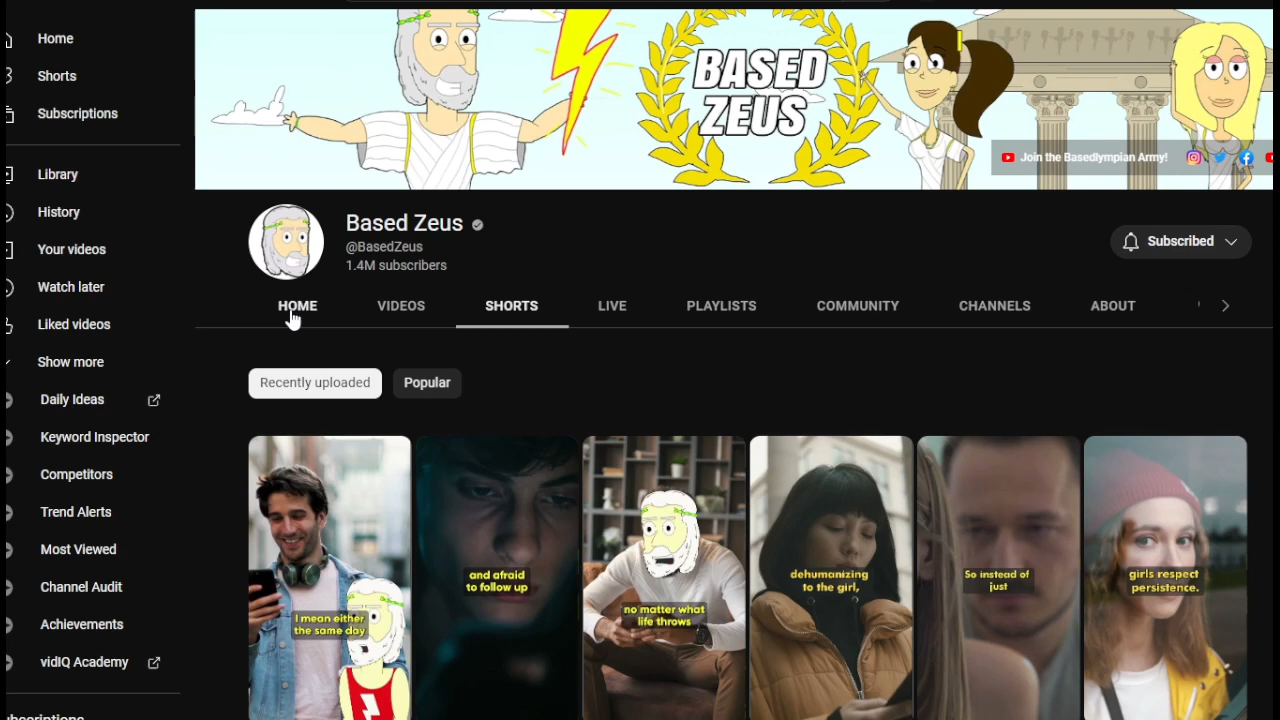 Home
Shorts
Subscriptions
Library
History
Your videos
Watch later
Liked videos
Show more
Daily Ideas
Keyword Inspector
Competitors
Trend Alerts
Most Viewed
Channel Audit
Achievements
vidIQ Academy
BASED
ZEUS
Join the Basedlympian Army!
Based Zeus
@BasedZeus
1.4M subscribers
Subscribed
HOME VIDEOS SHORTS LIVE PLAYLISTS COMMUNITY CHANNELS ABOUT
Recently uploaded Popular
I mean either
the same day
and afraid
to follow up
no matter what
life throws
dehumanizing
to the girl,
So instead of
just
girls respect
persistence.